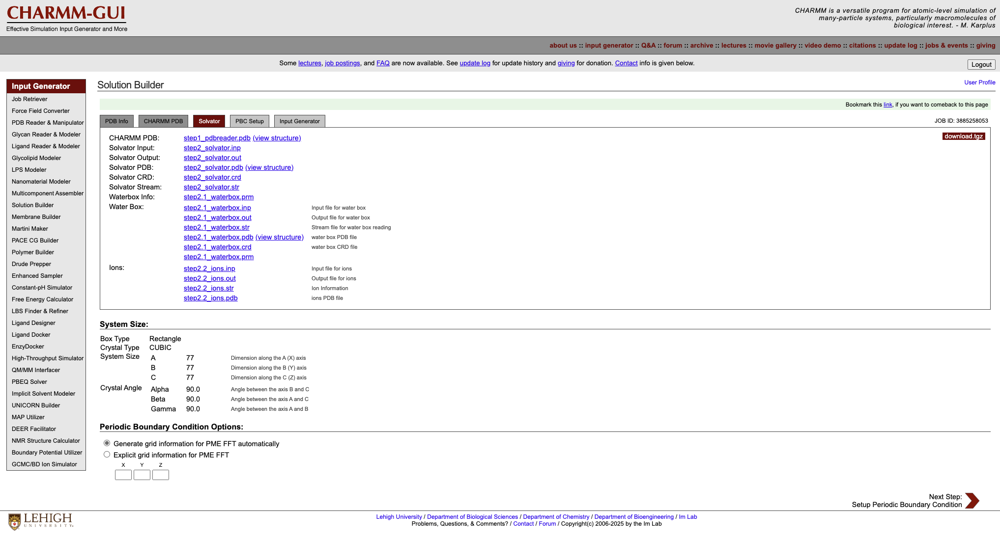 CHARMM-GUI
Effective Simulation Input Generator and More
CHARMM is a versatile program for atomic-level simulation of
many-particle systems, particularly macromolecules of
biological interest. - M. Karplus
about us :: input generator :: Q&A :: forum :: archive :: lectures :: movie gallery :: video demo :: citations :: update log :: jobs & events :: giving
Some lectures, job postings, and FAQ are now available. See update log for update history and giving for donation. Contact info is given below.
Logout
Input Generator
Job Retriever
Force Field Converter
PDB Reader & Manipulator
Glycan Reader & Modeler
Ligand Reader & Modeler
Glycolipid Modeler
LPS Modeler
Nanomaterial Modeler
Multicomponent Assembler
Solution Builder
Membrane Builder
Martini Maker
PACE CG Builder
Polymer Builder
Drude Prepper
Enhanced Sampler
Constant-pH Simulator
Free Energy Calculator
LBS Finder & Refiner
Ligand Designer
Ligand Docker
EnzyDocker
High-Throughput Simulator
QM/MM Interfacer
PBEQ Solver
Implicit Solvent Modeler
UNICORN Builder
MAP Utilizer
DEER Facilitator
NMR Structure Calculator
Boundary Potential Utilizer
GCMC/BD Ion Simulator
Solution Builder
User Profile
Bookmark this link, if you want to comeback to this page
PDB Info CHARMM PDB Solvator PBC Setup Input Generator
JOB ID: 3885258053
download.tgz
CHARMM PDB: step1_pdbreader.pdb (view structure)
Solvator Input: step2_solvator.inp
Solvator Output: step2_solvator.out
Solvator PDB: step2_solvator.pdb (view structure)
Solvator CRD: step2_solvator.crd
Solvator Stream: step2_solvator.str
Waterbox Info: step2.1_waterbox.prm
Water Box: step2.1_waterbox.inp Input file for water box
step2.1_waterbox.out Output file for water box
step2.1_waterbox.str Stream file for water box reading
step2.1_waterbox.pdb (view structure) water box PDB file
step2.1_waterbox.crd water box CRD file
step2.1_waterbox.prm
Ions: step2.2_ions.inp Input file for ions
step2.2_ions.out Output file for ions
step2.2_ions.str Ion Information
step2.2_ions.pdb ions PDB file
System Size:
Box Type Rectangle
Crystal Type CUBIC
System Size A 77 Dimension along the A (X) axis
B 77 Dimension along the B (Y) axis
C 77 Dimension along the C (Z) axis
Crystal Angle Alpha 90.0 Angle between the axis B and C
Beta 90.0 Angle between the axis A and C
Gamma 90.0 Angle between the axis A and B
Periodic Boundary Condition Options:
Generate grid information for PME FFT automatically
Explicit grid information for PME FFT
X Y Z
Next Step:
Setup Periodic Boundary Condition
LEHIGH
UNIVERSITY.
Lehigh University / Department of Biological Sciences / Department of Chemistry / Department of Bioengineering / Im Lab
Problems, Questions, & Comments? / Contact / Forum / Copyright(c) 2006-2025 by the Im Lab